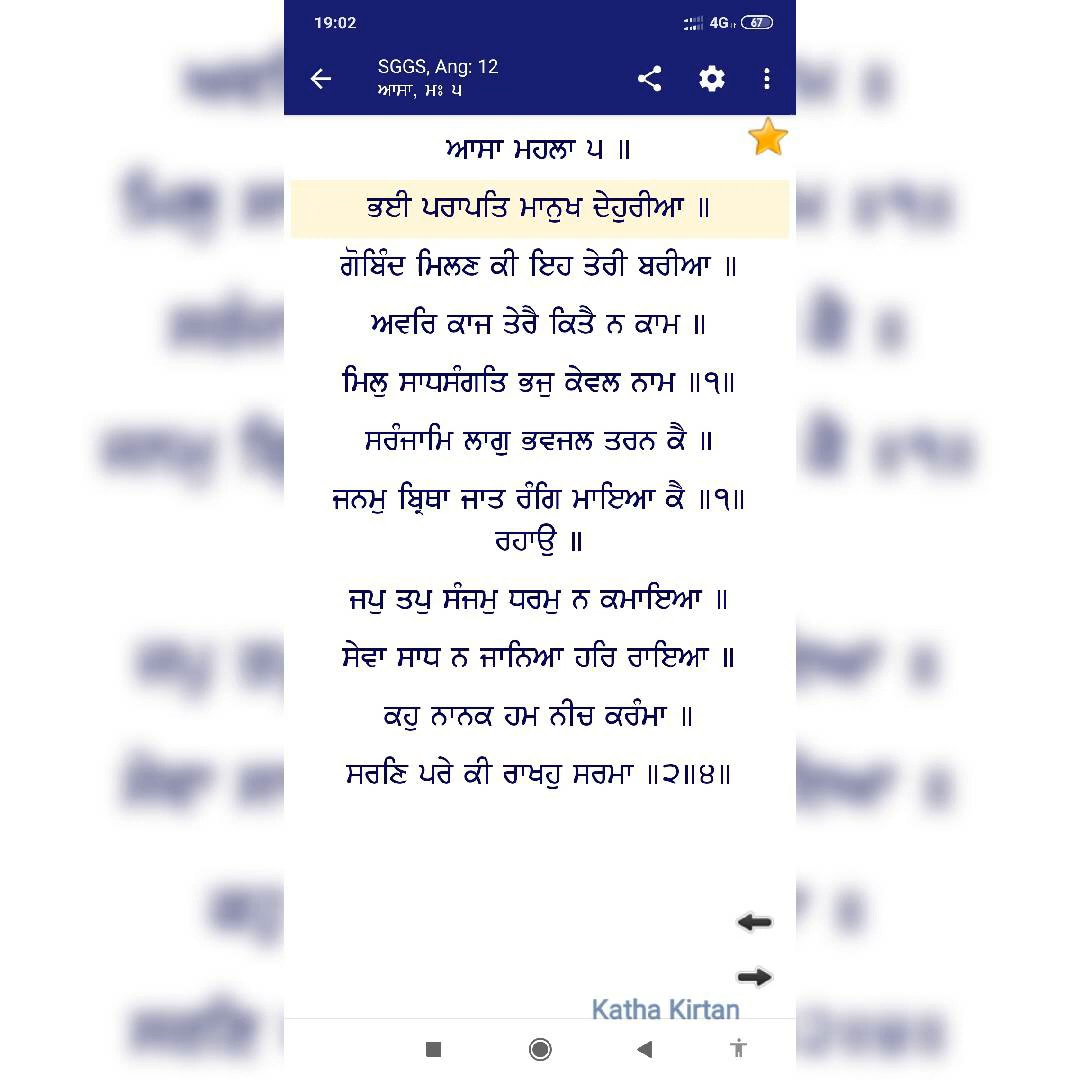 19:02 4G 67
SGGS, Ang: 12
ਆਸਾ, ਮਃ ੫
ਆਸਾ ਮਹਲਾ ੫ ॥
ਭਈ ਪਰਾਪਤਿ ਮਾਨੁਖ ਦੇਹੁਰੀਆ ॥
ਗੋਬਿੰਦ ਮਿਲਣ ਕੀ ਇਹ ਤੇਰੀ ਬਰੀਆ ॥
ਅਵਰਿ ਕਾਜ ਤੇਰੈ ਕਿਤੈ ਨ ਕਾਮ ॥
ਮਿਲੁ ਸਾਧਸੰਗਤਿ ਭਜੁ ਕੇਵਲ ਨਾਮ ॥੧॥
ਸਰੰਜਾਮਿ ਲਾਗੁ ਭਵਜਲ ਤਰਨ ਕੈ ॥
ਜਨਮੁ ਬ੍ਰਿਥਾ ਜਾਤ ਰੰਗਿ ਮਾਇਆ ਕੈ ॥੧॥
ਰਹਾਉ ॥
ਜਪੁ ਤਪੁ ਸੰਜਮੁ ਧਰਮੁ ਨ ਕਮਾਇਆ ॥
ਸੇਵਾ ਸਾਧ ਨ ਜਾਨਿਆ ਹਰਿ ਰਾਇਆ ॥
ਕਹੁ ਨਾਨਕ ਹਮ ਨੀਚ ਕਰੰਮਾ ॥
ਸਰਣਿ ਪਰੇ ਕੀ ਰਾਖਹੁ ਸਰਮਾ ॥੨॥੪॥
Katha Kirtan